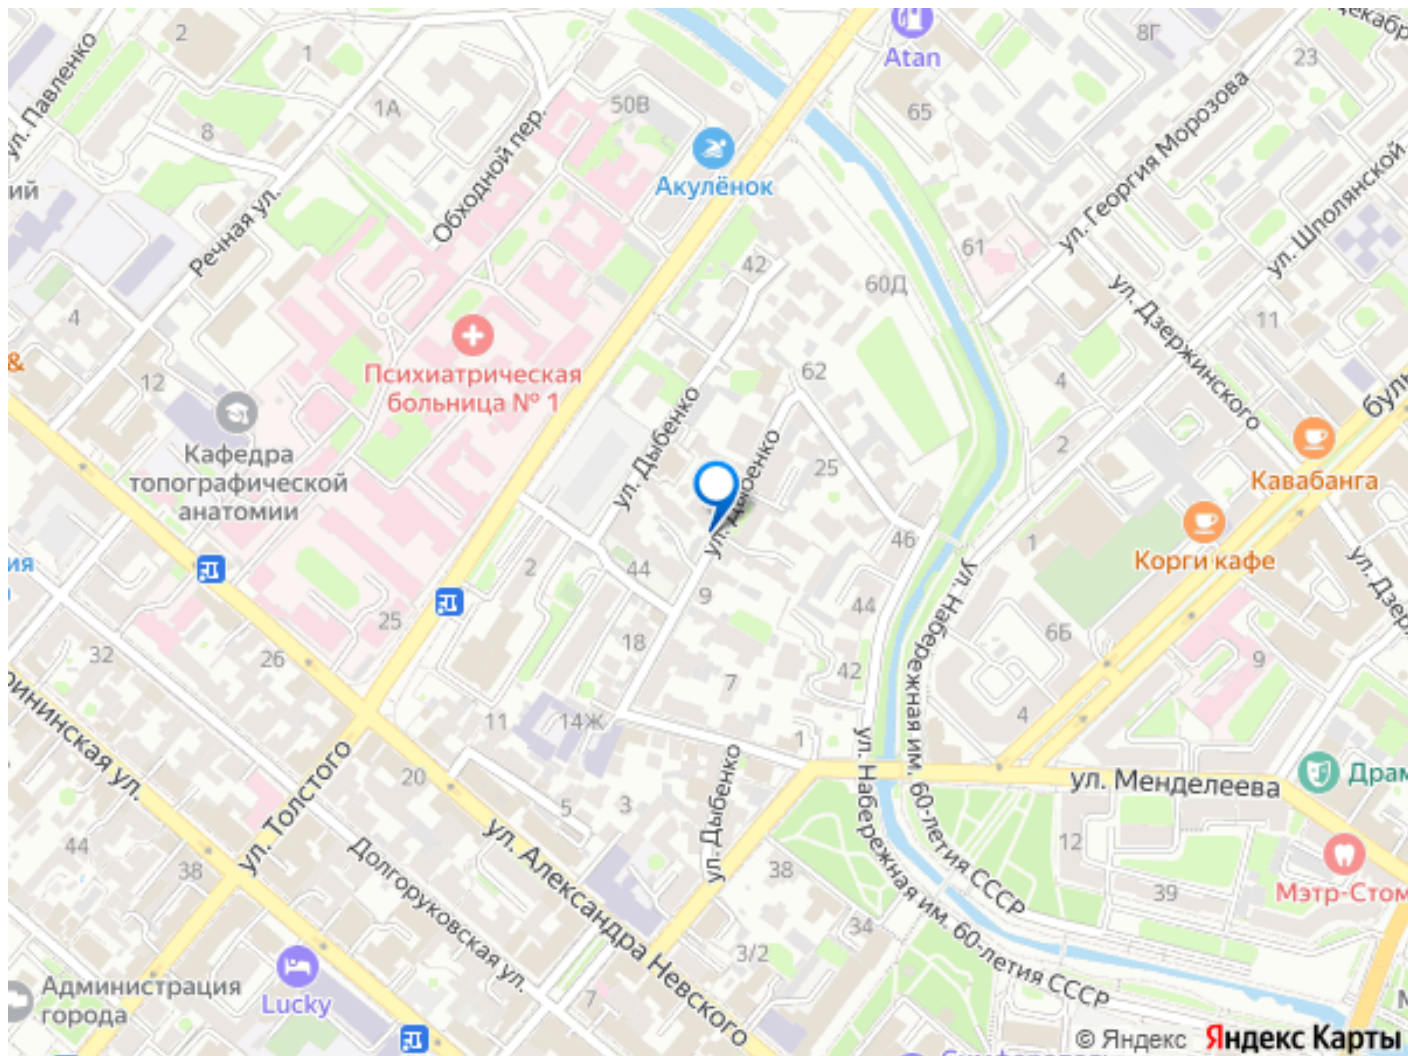 2
1
ул. Павленко
1А
8
50В
Обходной пер.
Atan
65
8Г
23
ул. Георгия Морозова
ул. Шполянской
Акулёнок
ий
Речная ул.
42
60Д
61
4
12
&
Психиатрическая
больница № 1
Кафедра
топографической
анатомии
ул. Дыбенко
62
25
ул. Дзержинского
11
4
2
Кавабанга
Корги кафе
ул. Дыбенко
46
1
ия
2
44
9
44
18
25
26
32
42
7
6Б
9
4
ул. Набережная им. 60-летия СССР
11
14Ж
1
20
5
3
ул. Толстого
ул. Дыбенко
ул. Менделеева
12
39
Мэтр-Стом
44
38
38
34
3/2
7
Долгоруковская ул.
ул. Александра Невского
ул. Набережная им. 60-летия СССР
Lucky
Администрация
города
© Яндекс Яндекс Карты